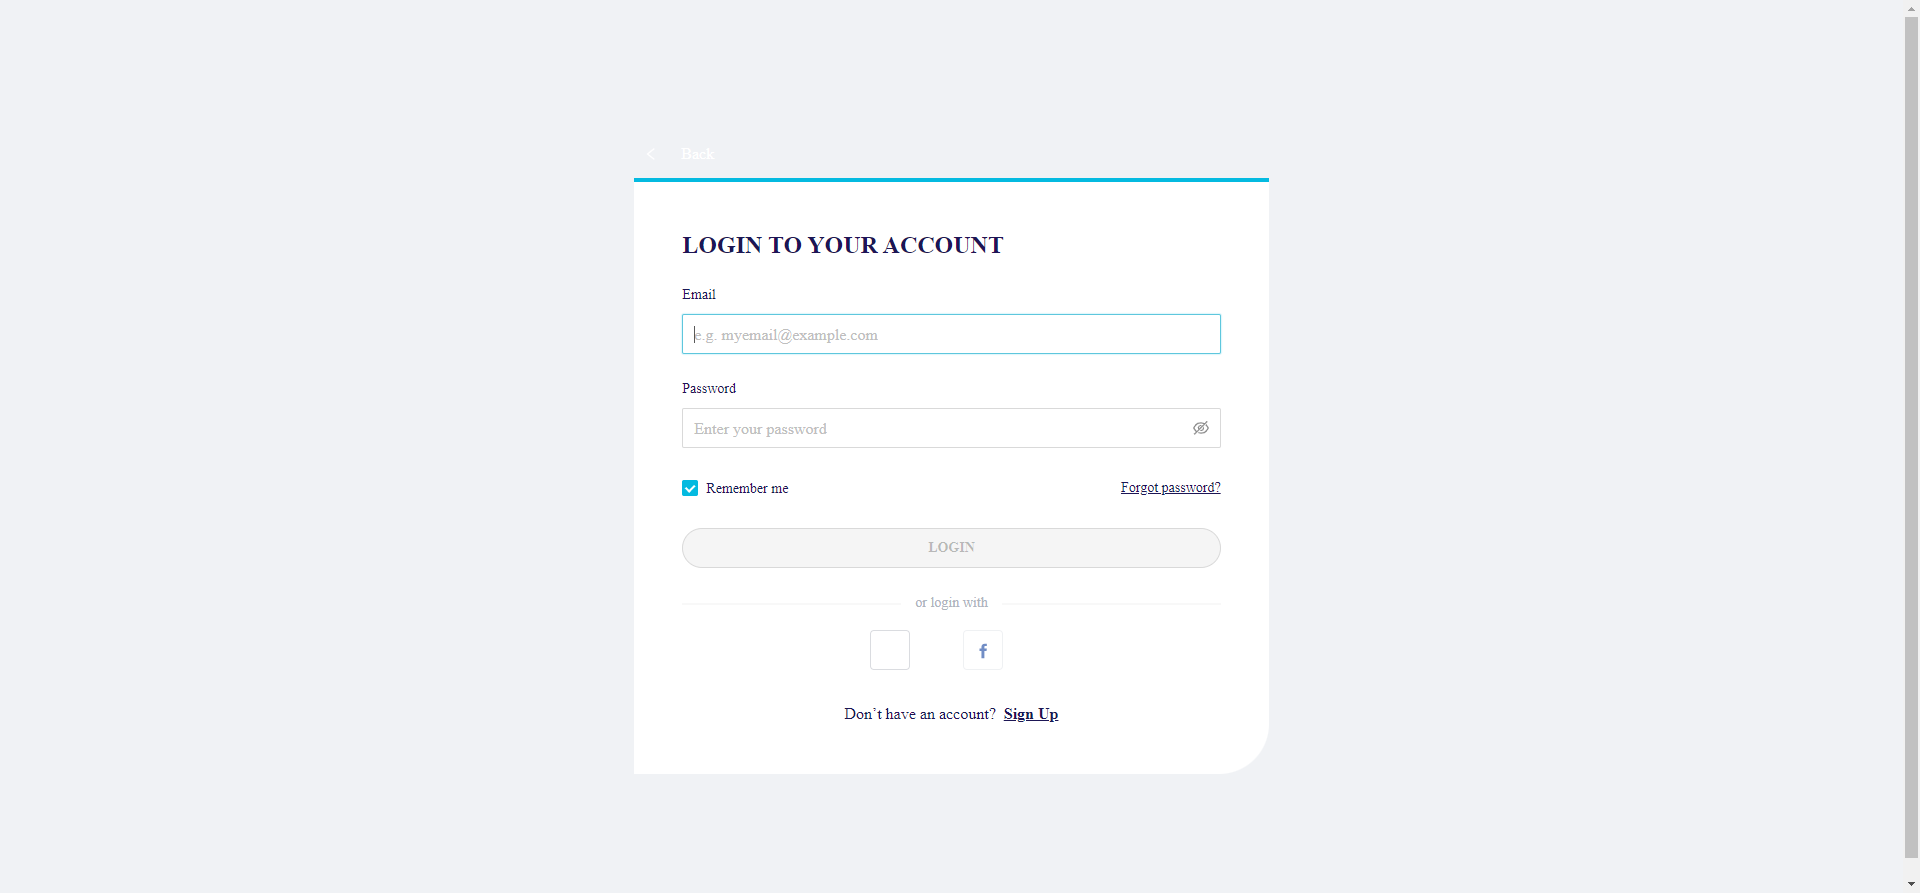 Back
LOGIN TO YOUR ACCOUNT
Email
e.g. myemail@example.com
Password
Enter your password
Remember me
Forgot password?
LOGIN
or login with
f
Don’t have an account? Sign Up